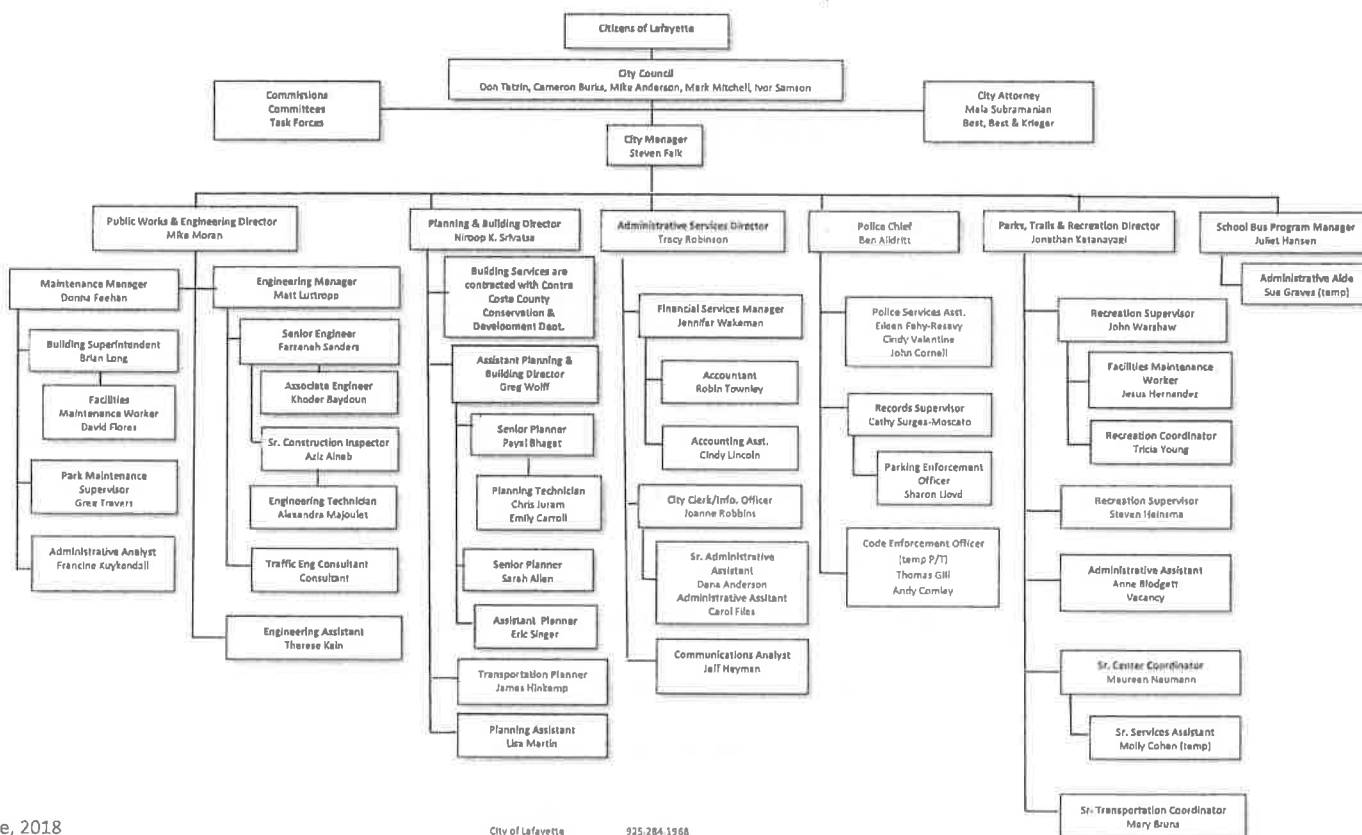 Citizens of Lafayette
City Council
Don Tatzin, Cameron Burks, Mike Anderson, Mark Mitchell, Ivor Samson
Commissions
Committees
Task Forces
City Attorney
Mala Subramanian
Best, Best & Krieger
City Manager
Steven Falk
Public Works & Engineering Director
Mike Moran
Planning & Building Director
Niroop K. Srivatsa
Administrative Services Director
Tracy Robinson
Police Chief
Ben Alldritt
Parks, Trails & Recreation Director
Jonathan Katanayagi
School Bus Program Manager
Juliet Hansen
Maintenance Manager
Donna Feehan
Building Superintendent
Brian Long
Facilities
Maintenance Worker
David Flores
Park Maintenance
Supervisor
Greg Travers
Administrative Analyst
Francine Kuykendall
Engineering Manager
Matt Luttropp
Senior Engineer
Farzaneh Sanders
Associate Engineer
Khoder Baydoun
Sr. Construction Inspector
Aziz Aineb
Engineering Technician
Alexandra Majoulet
Traffic Eng Consultant
Consultant
Engineering Assistant
Therese Kain
Building Services are
contracted with Contra
Costa County
Conservation &
Development Dept.
Assistant Planning &
Building Director
Greg Wolff
Senior Planner
Payal Bhagat
Planning Technician
Chris Juram
Emily Carroll
Senior Planner
Sarah Allen
Assistant Planner
Eric Singer
Transportation Planner
James Hinkamp
Planning Assistant
Lisa Martin
Financial Services Manager
Jennifer Wakeman
Accountant
Robin Townley
Accounting Asst.
Cindy Lincoln
City Clerk/Info. Officer
Joanne Robbins
Sr. Administrative
Assistant
Dana Anderson
Administrative Assitant
Carol Files
Communications Analyst
Jeff Heyman
Police Services Asst.
Eileen Fahy-Resavy
Cindy Valentine
John Cornell
Records Supervisor
Cathy Surges-Moscato
Parking Enforcement
Officer
Sharon Lloyd
Code Enforcement Officer
(temp P/T)
Thomas Gill
Andy Comley
Recreation Supervisor
John Warshaw
Facilities Maintenance
Worker
Jesus Hernandez
Recreation Coordinator
Tricia Young
Recreation Supervisor
Steven Heinsma
Administrative Assistant
Anne Blodgett
Vacancy
Sr. Center Coordinator
Maureen Neumann
Sr. Services Assistant
Molly Cohen (temp)
Sr. Transportation Coordinator
Mary Bruns
Administrative Aide
Sue Graves (temp)
e, 2018
City of Lafayette 925.284.1968